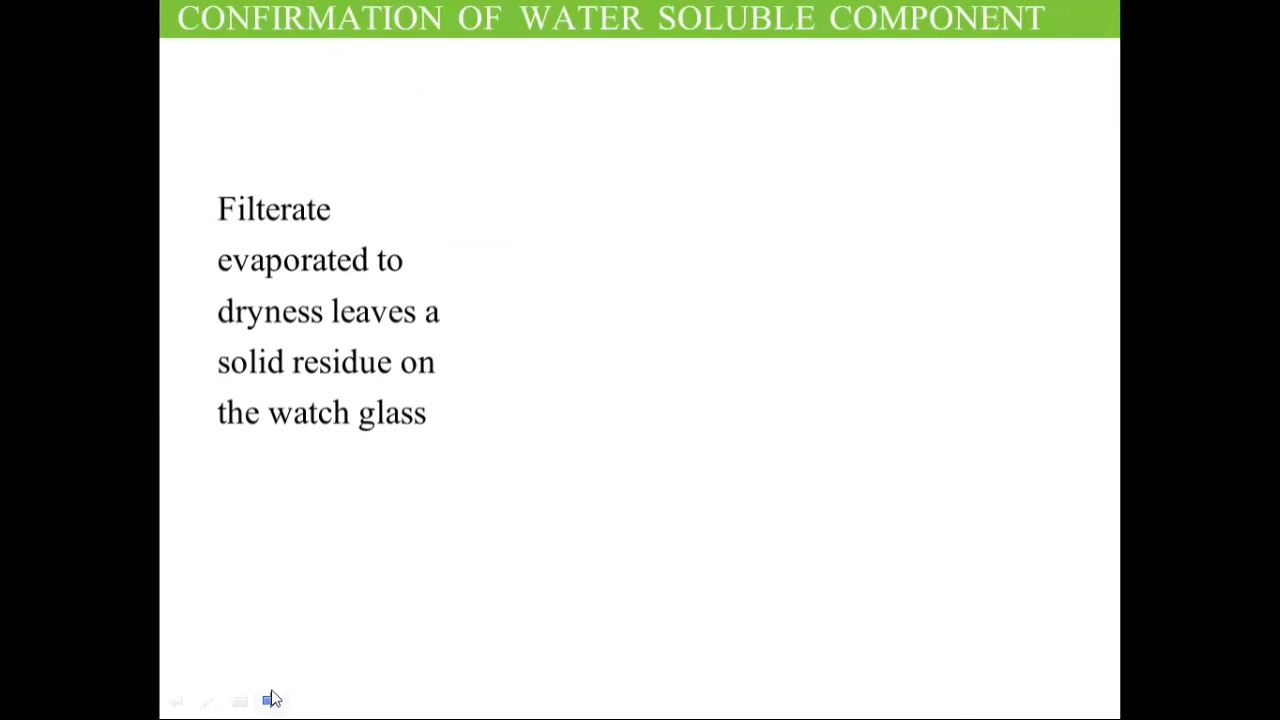 CONFIRMATION OF WATER SOLUBLE COMPONENT
Filterate
evaporated to
dryness leaves a
solid residue on
the watch glass